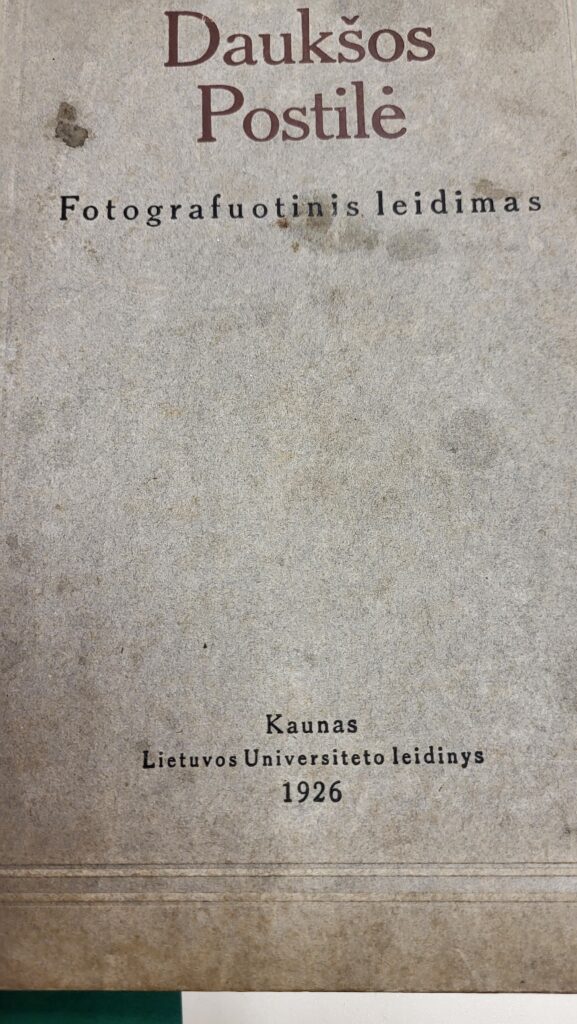 Daukšos
Postilė
Fotografuotinis leidimas
Kaunas
Lietuvos Universiteto leidinys
1926